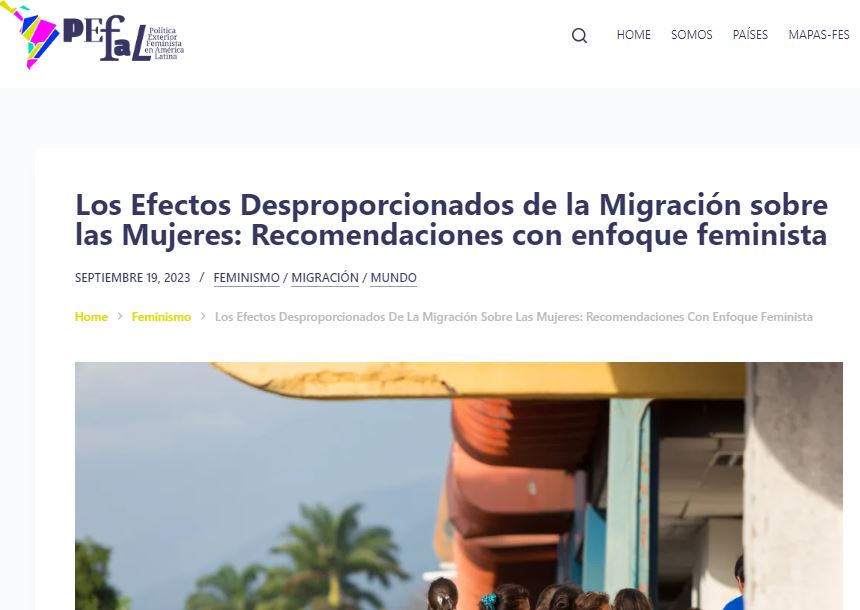 PEfaL
Política
Exterior
Feminista
en América
Latina
HOME SOMOS PAÍSES MAPAS-FES
Los Efectos Desproporcionados de la Migración sobre
las Mujeres: Recomendaciones con enfoque feminista
SEPTIEMBRE 19, 2023 / FEMINISMO / MIGRACIÓN / MUNDO
Home > Feminismo > Los Efectos Desproporcionados De La Migración Sobre Las Mujeres: Recomendaciones Con Enfoque Feminista